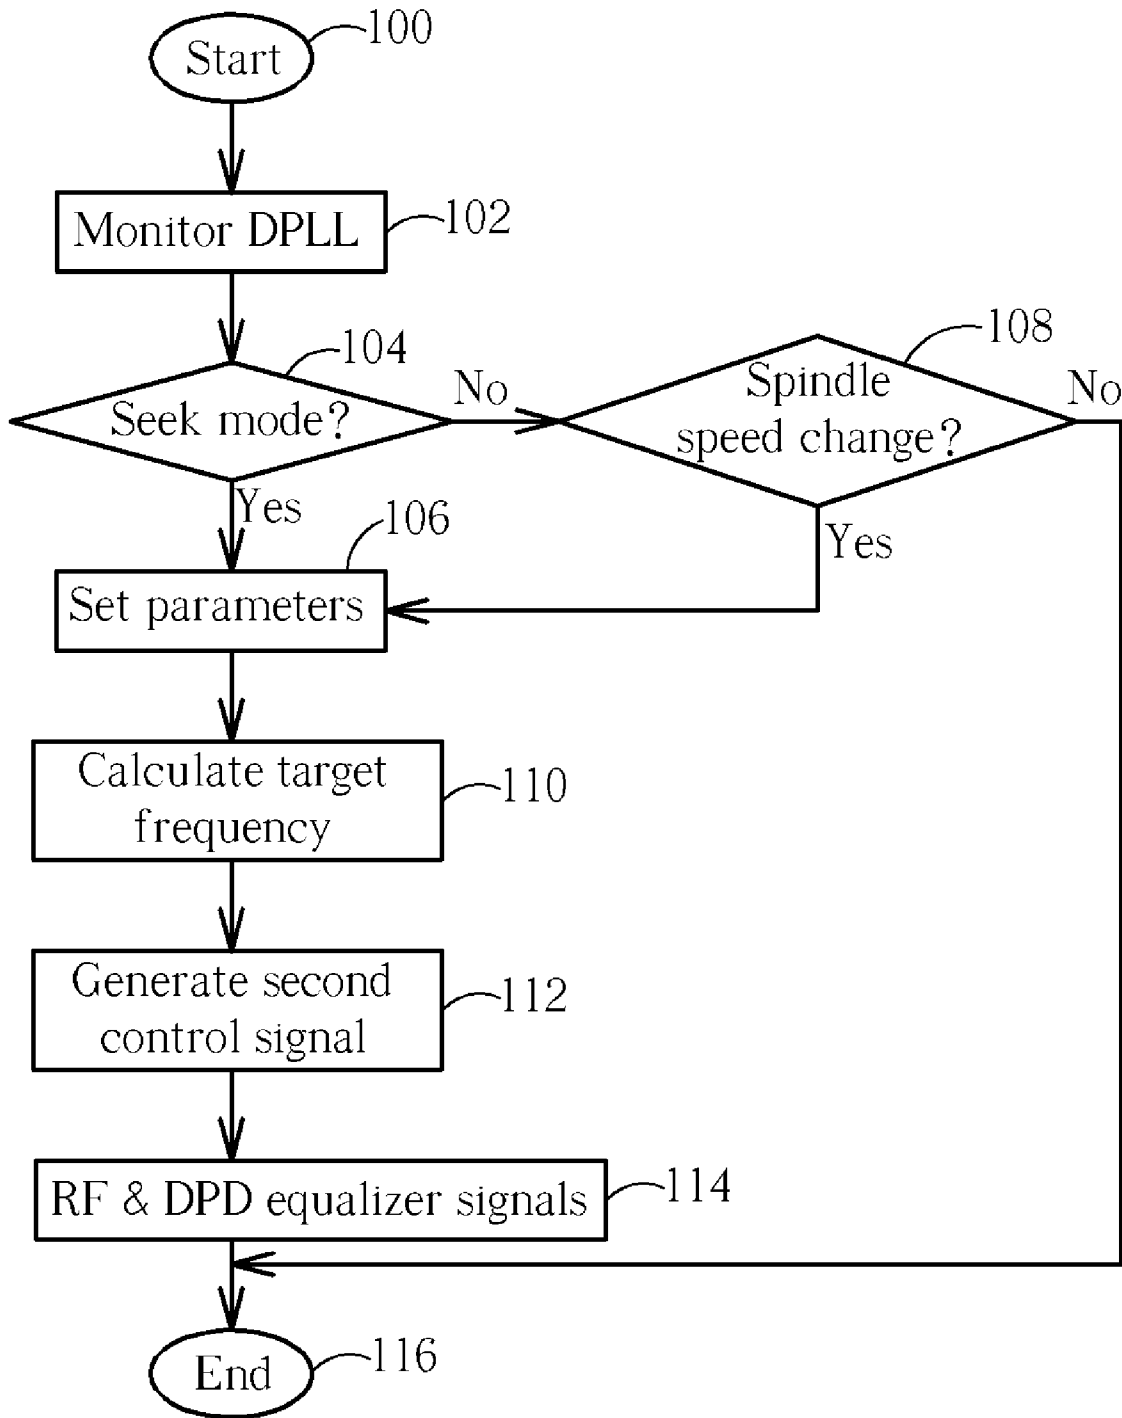 Start
100
Monitor DPLL
102
Seek mode?
104
No
Spindle
speed change?
108
No
Yes
Yes
Set parameters
106
Calculate target
frequency
110
Generate second
control signal
112
RF & DPD equalizer signals
114
End
116